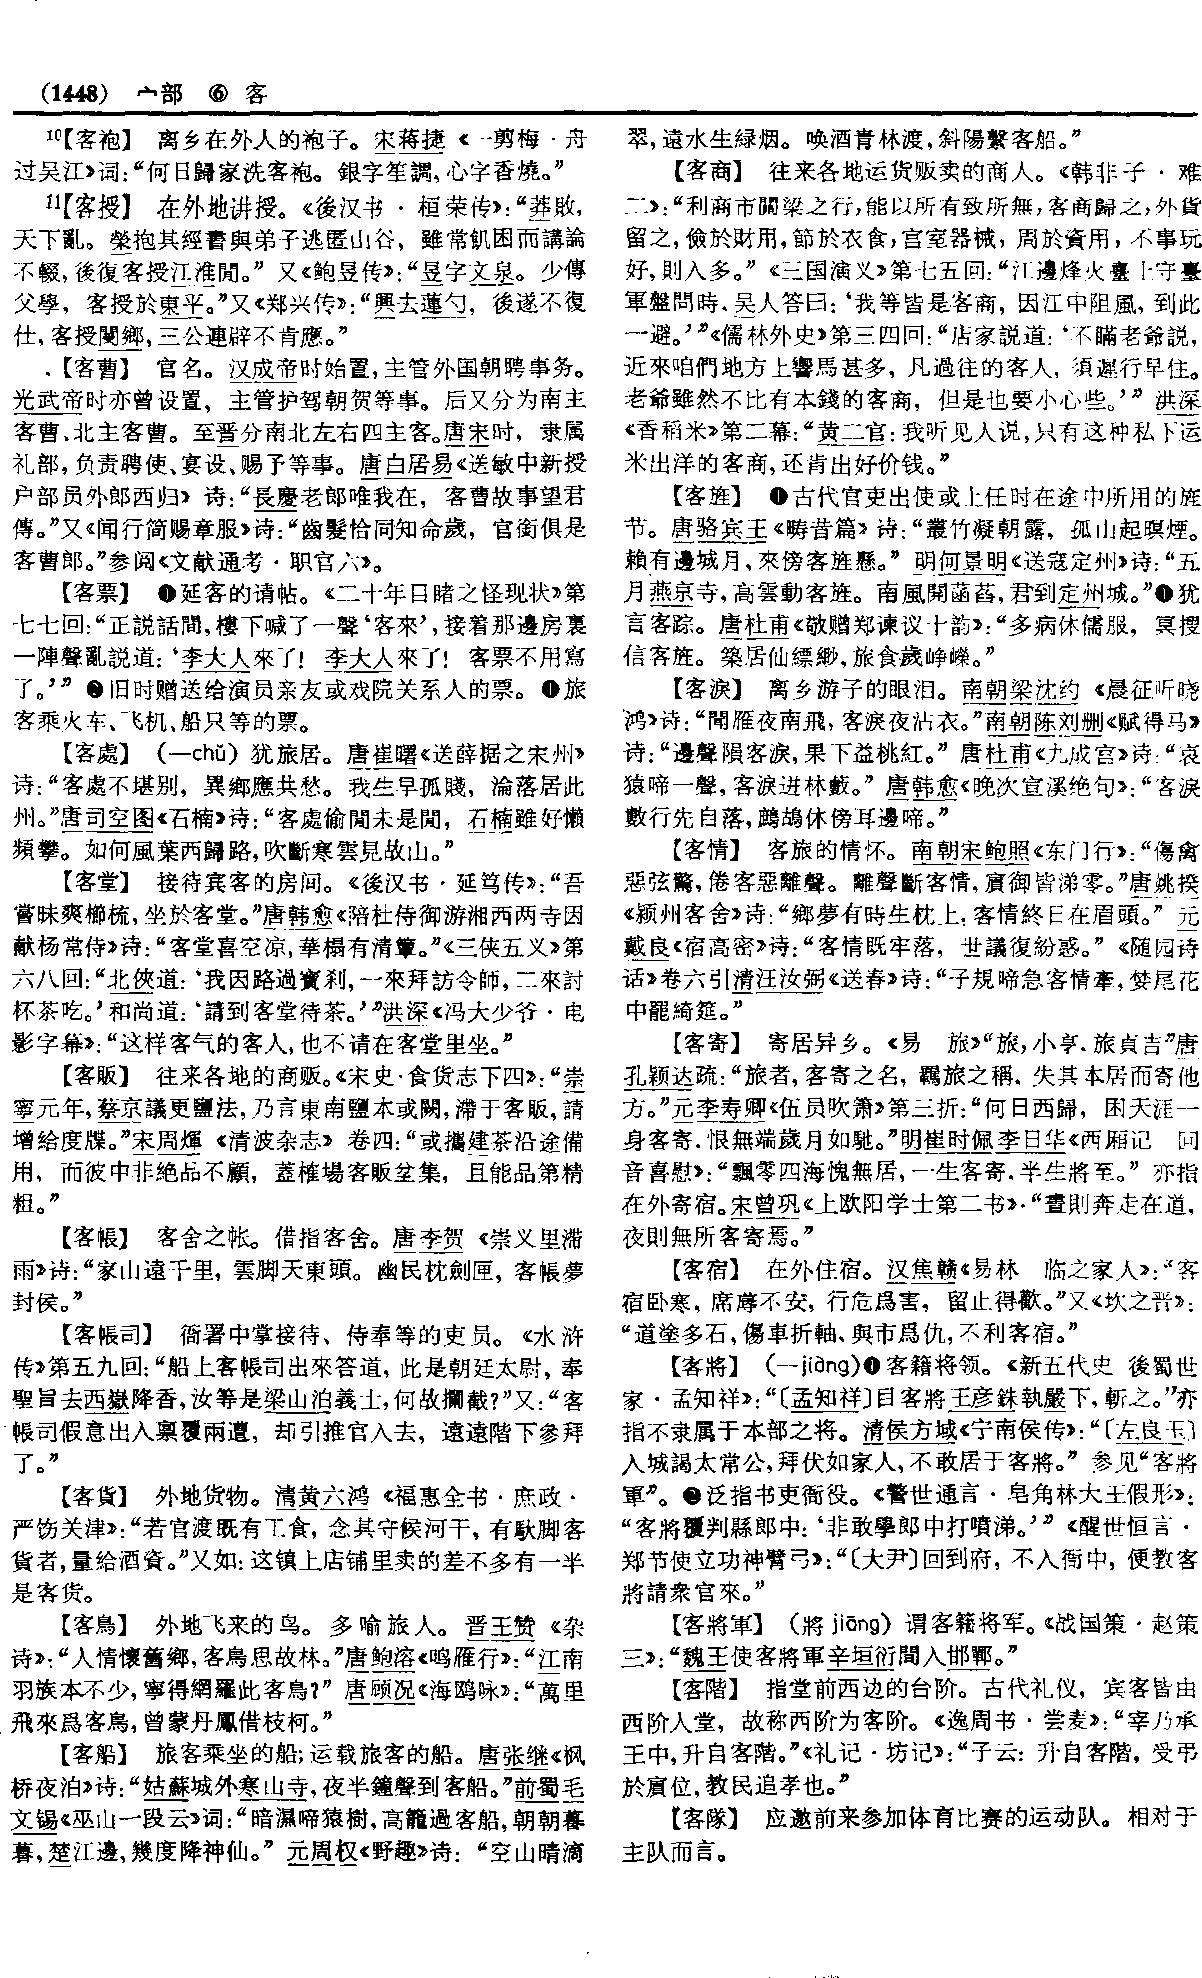 (1448) 宀部 ⑥ 客
¹⁰【客袍】 离乡在外人的袍子。宋蒋捷《一剪梅·舟
过吴江》词：“何日歸家洗客袍。銀字笙調，心字香燒。”
¹¹【客授】 在外地讲授。《後汉书·桓荣传》：“莽敗，
天下亂。榮抱其經書與弟子逃匿山谷，雖常飢困而講論
不輟，後復客授江淮間。”又《鲍昱传》：“昱字文泉。少傳
父學，客授於東平。”又《郑兴传》：“興去蓮勺，後遂不復
仕，客授閿鄉，三公連辟不肯應。”
【客曹】 官名。汉成帝时始置，主管外国朝聘事务。
光武帝时亦曾设置，主管护驾朝贺等事。后又分为南主
客曹、北主客曹。至晋分南北左右四主客。唐宋时，隶属
礼部，负责聘使、宴设、赐予等事。唐白居易《送敏中新授
户部员外郎西归》诗：“長慶老郎唯我在，客曹故事望君
傳。”又《闻行简赐章服》诗：“齒髮恰同知命歲，官銜俱是
客曹郎。”参阅《文献通考·职官六》。
【客票】 ❶延客的请帖。《二十年目睹之怪现状》第
七七回：“正説話間，樓下喊了一聲‘客來’，接着那邊房裏
一陣聲亂説道：‘李大人來了！李大人來了！客票不用寫
了。’” ❷旧时赠送给演员亲友或戏院关系人的票。❶旅
客乘火车、飞机、船只等的票。
【客處】 （—chǔ）犹旅居。唐崔曙《送薛据之宋州》
诗：“客處不堪别，異鄉應共愁。我生早孤賤，淪落居此
州。”唐司空图《石楠》诗：“客處偷閒未是閒，石楠雖好懒
頻攀。如何風葉西歸路，吹斷寒雲見故山。”
【客堂】 接待宾客的房间。《後汉书·延笃传》：“吾
嘗昧爽櫛梳，坐於客堂。”唐韩愈《陪杜侍御游湘西两寺因
献杨常侍》诗：“客堂喜空凉，華榻有清簟。”《三侠五义》第
六八回：“北俠道：‘我因路過寶刹，一來拜訪令師，二來討
杯茶吃。’和尚道：‘請到客堂待茶。’”洪深《冯大少爷·电
影字幕》：“这样客气的客人，也不请在客堂里坐。”
【客販】 往来各地的商贩。《宋史·食货志下四》：“崇
寧元年，蔡京議更鹽法，乃言東南鹽本或闕，滯于客販，請
增给度牒。”宋周煇《清波杂志》卷四：“或攜建茶沿途備
用，而彼中非絶品不顧，蓋榷場客販坌集，且能品第精
粗。”
【客帳】 客舍之帐。借指客舍。唐李贺《崇义里滞
雨》诗：“家山遠千里，雲脚天東頭。幽民枕劍匣，客帳夢
封侯。”
【客帳司】 衙署中掌接待、侍奉等的吏员。《水浒
传》第五九回：“船上客帳司出來答道，此是朝廷太尉，奉
聖旨去西嶽降香，汝等是梁山泊義士，何故攔截？”又：“客
帳司假意出入禀覆兩遭，却引推官入去，遠遠階下參拜
了。”
【客貨】 外地货物。清黄六鸿《福惠全书·庶政·
严饬关津》：“若官渡既有工食，念其守候河干，有馱脚客
貨者，量给酒資。”又如：这镇上店铺里卖的差不多有一半
是客货。
【客鳥】 外地飞来的鸟。多喻旅人。晋王赞《杂
诗》：“人情懷舊鄉，客鳥思故林。”唐鲍溶《鸣雁行》：“江南
羽族本不少，寧得網羅此客鳥？”唐顾况《海鸥咏》：“萬里
飛來爲客鳥，曾蒙丹鳳借枝柯。”
【客船】 旅客乘坐的船；运载旅客的船。唐张继《枫
桥夜泊》诗：“姑蘇城外寒山寺，夜半鐘聲到客船。”前蜀毛
文锡《巫山一段云》词：“暗濕啼猿樹，高籠過客船，朝朝暮
暮，楚江邊，幾度降神仙。”元周权《野趣》诗：“空山晴滴
翠，遠水生緑烟。唤酒青林渡，斜陽繫客船。”
【客商】 往来各地运货贩卖的商人。《韩非子·难
二》：“利商市關梁之行，能以所有致所無，客商歸之，外貨
留之，儉於財用，節於衣食，宫室器械，周於資用，不事玩
好，則入多。”《三国演义》第七五回：“江邊烽火臺上守臺
軍盤問時，吴人答曰：‘我等皆是客商，因江中阻風，到此
一避。’”《儒林外史》第三四回：“店家説道：‘不瞞老爺説，
近來咱們地方上響馬甚多，凡過往的客人，須遲行早住。
老爺雖然不比有本錢的客商，但是也要小心些。’”洪深
《香稻米》第二幕：“黄二官：我听见人说，只有这种私下运
米出洋的客商，还肯出好价钱。”
【客旌】 ❶古代官吏出使或上任时在途中所用的旌
节。唐骆宾王《畴昔篇》诗：“叢竹凝朝露，孤山起暝煙。
賴有邊城月，來傍客旌懸。”明何景明《送寇定州》诗：“五
月燕京寺，高雲動客旌。南風開菡萏，君到定州城。”❶犹
言客踪。唐杜甫《敬赠郑谏议十韵》：“多病休儒服，冥搜
信客旌。築居仙縹緲，旅食歲峥嵘。”
【客淚】 离乡游子的眼泪。南朝梁沈约《晨征听晓
鸿》诗：“聞雁夜南飛，客淚夜沾衣。”南朝陈刘删《赋得马》
诗：“邊聲隕客淚，果下益桃紅。”唐杜甫《九成宫》诗：“哀
猿啼一聲，客淚迸林藪。”唐韩愈《晚次宣溪绝句》：“客淚
數行先自落，鷓鴣休傍耳邊啼。”
【客情】 客旅的情怀。南朝宋鲍照《东门行》：“傷禽
惡弦驚，倦客惡離聲。離聲斷客情，賓御皆涕零。”唐姚揆
《颍州客舍》诗：“鄉夢有時生枕上，客情終日在眉頭。”元
戴良《宿高密》诗：“客情既牢落，世議復紛惑。”《随园诗
话》卷六引清汪汝弼《送春》诗：“子規啼急客情牽，婪尾花
中罷綺筵。”
【客寄】 寄居异乡。《易 旅》“旅，小亨．旅貞吉”唐
孔颖达疏：“旅者，客寄之名，羈旅之稱．失其本居而寄他
方。”元李寿卿《伍员吹箫》第三折：“何日西歸，困天涯一
身客寄．恨無端歲月如馳。”明崔时佩李日华《西厢记 回
音喜慰》：“飄零四海愧無居，一生客寄．半生將至。”亦指
在外寄宿。宋曾巩《上欧阳学士第二书》：“晝則奔走在道，
夜則無所客寄焉。”
【客宿】 在外住宿。汉焦赣《易林 临之家人》：“客
宿卧寒，席蓐不安，行危爲害，留止得歡。”又《坎之晋》：
“道塗多石，傷車折軸、與市爲仇，不利客宿。”
【客將】 （—jiàng）❶客籍将领。《新五代史 後蜀世
家·孟知祥》：“〔孟知祥〕自客將王彦銖執嚴下，斬之。”亦
指不隶属于本部之将。清侯方域《宁南侯传》：“〔左良玉〕
入城謁太常公，拜伏如家人，不敢居于客將。”参见“客將
軍”。❷泛指书吏衙役。《警世通言·皂角林大王假形》：
“客將覆判縣郎中：‘非敢學郎中打噴涕。’”《醒世恒言·
郑节使立功神臂弓》：“〔大尹〕回到府，不入衙中，便教客
將請衆官來。”
【客將軍】 （將 jiāng）谓客籍将军。《战国策·赵策
三》：“魏王使客將軍辛垣衍間入邯鄲。”
【客階】 指堂前西边的台阶。古代礼仪，宾客皆由
西阶入堂，故称西阶为客阶。《逸周书·尝麦》：“宰乃承
王中，升自客階。”《礼记·坊记》：“子云：升自客階，受弔
於賓位，教民追孝也。”
【客隊】 应邀前来参加体育比赛的运动队。相对于
主队而言。